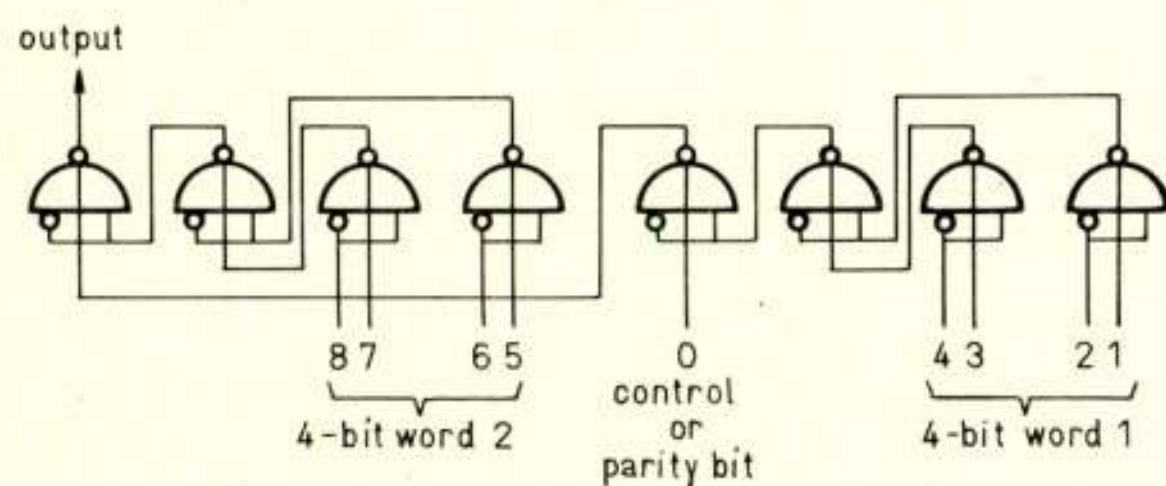 output
8 7 6 5 0 4 3 2 1
4-bit word 2
control
or
parity bit
4-bit word 1